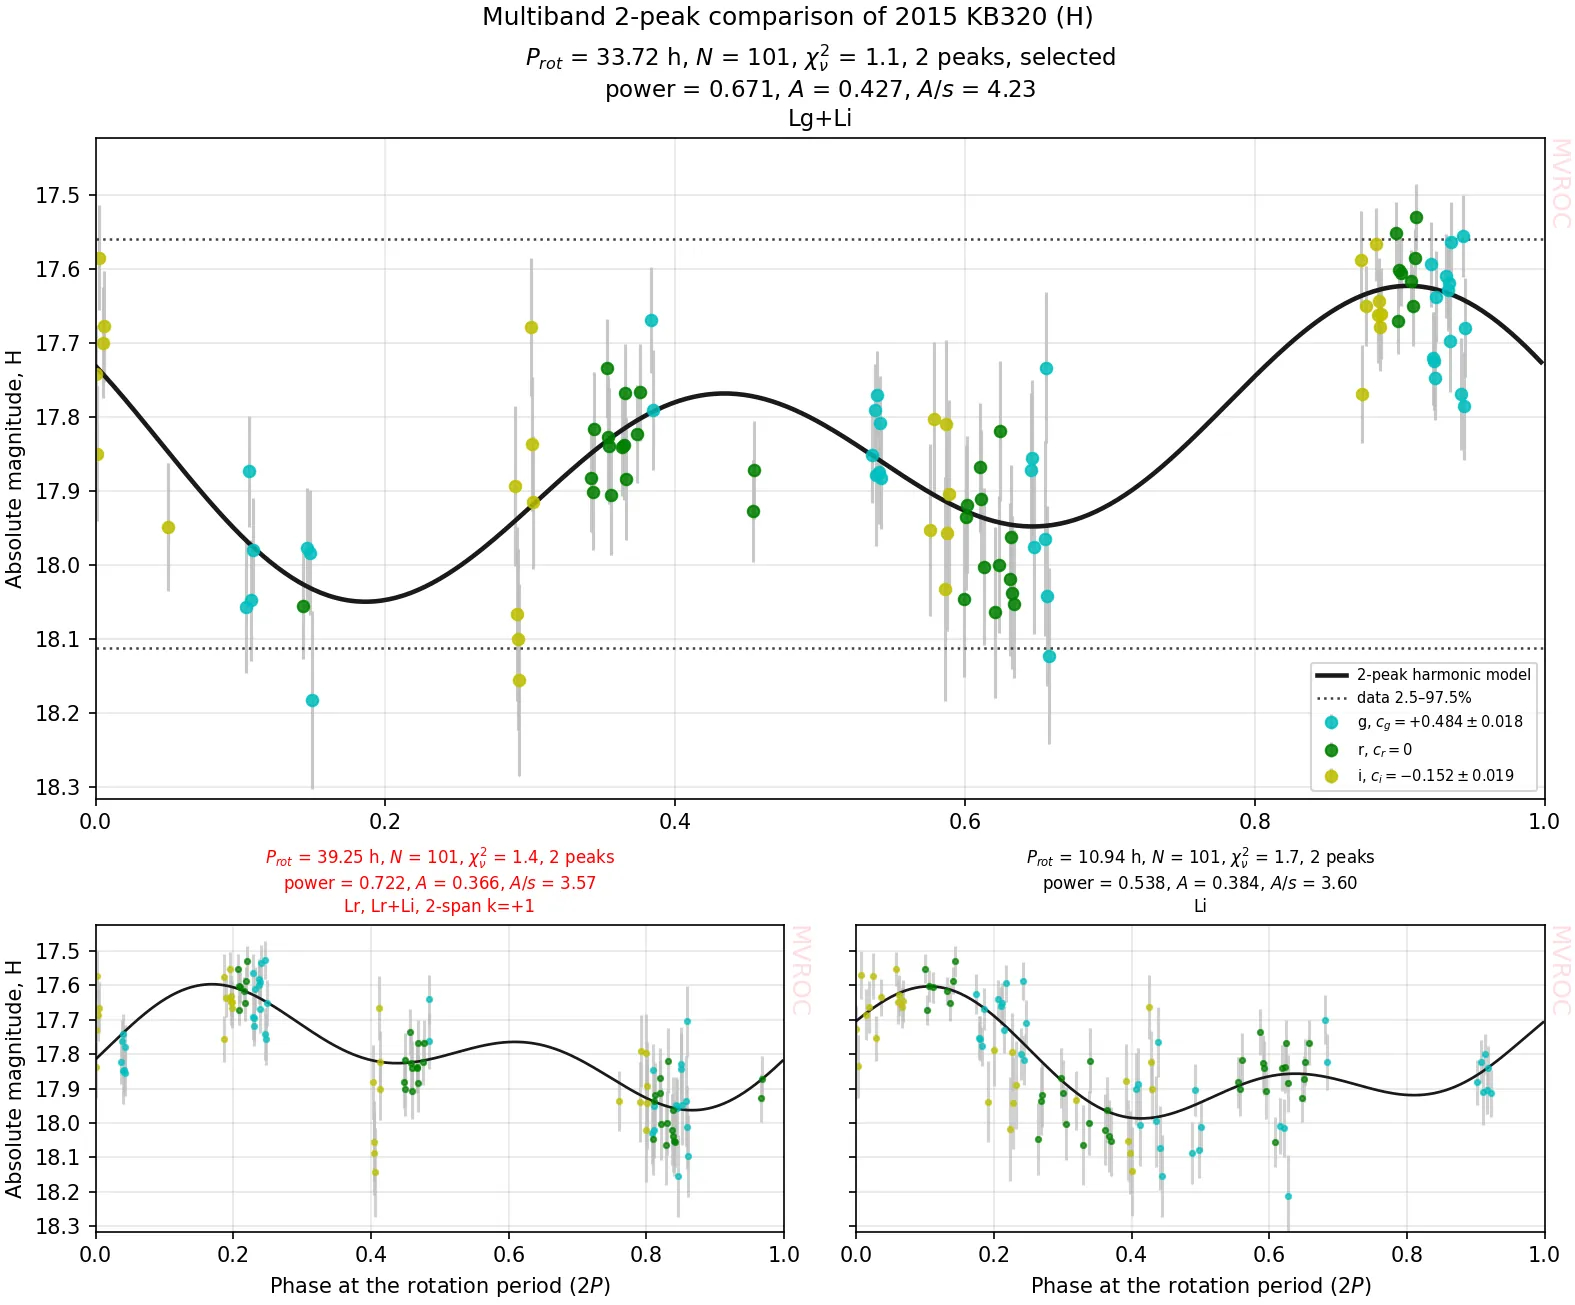 Multiband 2-peak comparison of 2015 KB320 (H)
P_rot = 33.72 h, N = 101, χ²_ν = 1.1, 2 peaks, selected
power = 0.671, A = 0.427, A/s = 4.23
Lg+Li
MVROC
Absolute magnitude, H
17.5
17.6
17.7
17.8
17.9
18.0
18.1
18.2
18.3
2-peak harmonic model
data 2.5–97.5%
g, c_g = +0.484 ± 0.018
r, c_r = 0
i, c_i = −0.152 ± 0.019
0.0 0.2 0.4 0.6 0.8 1.0
P_rot = 39.25 h, N = 101, χ²_ν = 1.4, 2 peaks
power = 0.722, A = 0.366, A/s = 3.57
Lr, Lr+Li, 2-span k=+1
MVROC
Absolute magnitude, H
17.5
17.6
17.7
17.8
17.9
18.0
18.1
18.2
18.3
0.0 0.2 0.4 0.6 0.8 1.0
Phase at the rotation period (2P)
P_rot = 10.94 h, N = 101, χ²_ν = 1.7, 2 peaks
power = 0.538, A = 0.384, A/s = 3.60
Li
MVROC
0.0 0.2 0.4 0.6 0.8 1.0
Phase at the rotation period (2P)